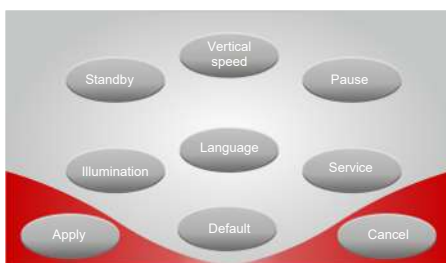 Vertical
speed
Standby
Pause
Language
Illumination
Service
Apply
Default
Cancel